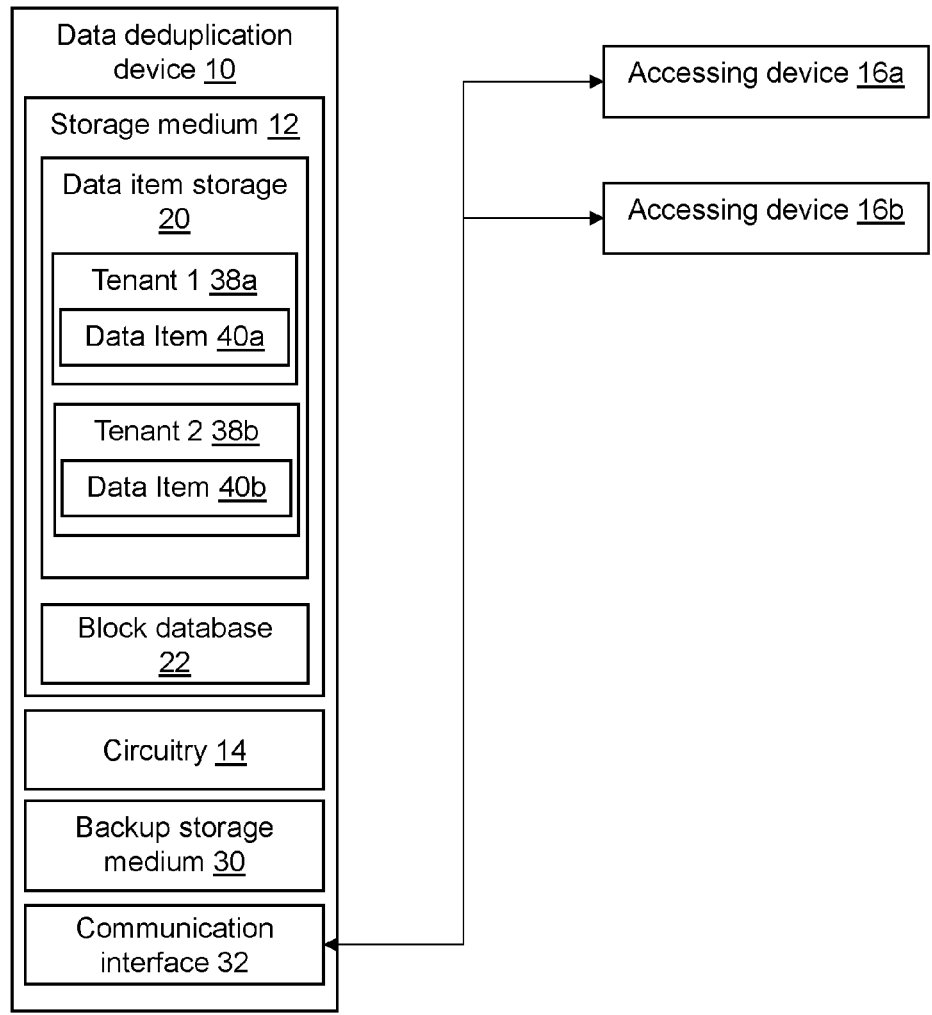 Data deduplication
device 10
Storage medium 12
Data item storage
20
Tenant 1 38a
Data Item 40a
Tenant 2 38b
Data Item 40b
Block database
22
Circuitry 14
Backup storage
medium 30
Communication
interface 32
Accessing device 16a
Accessing device 16b